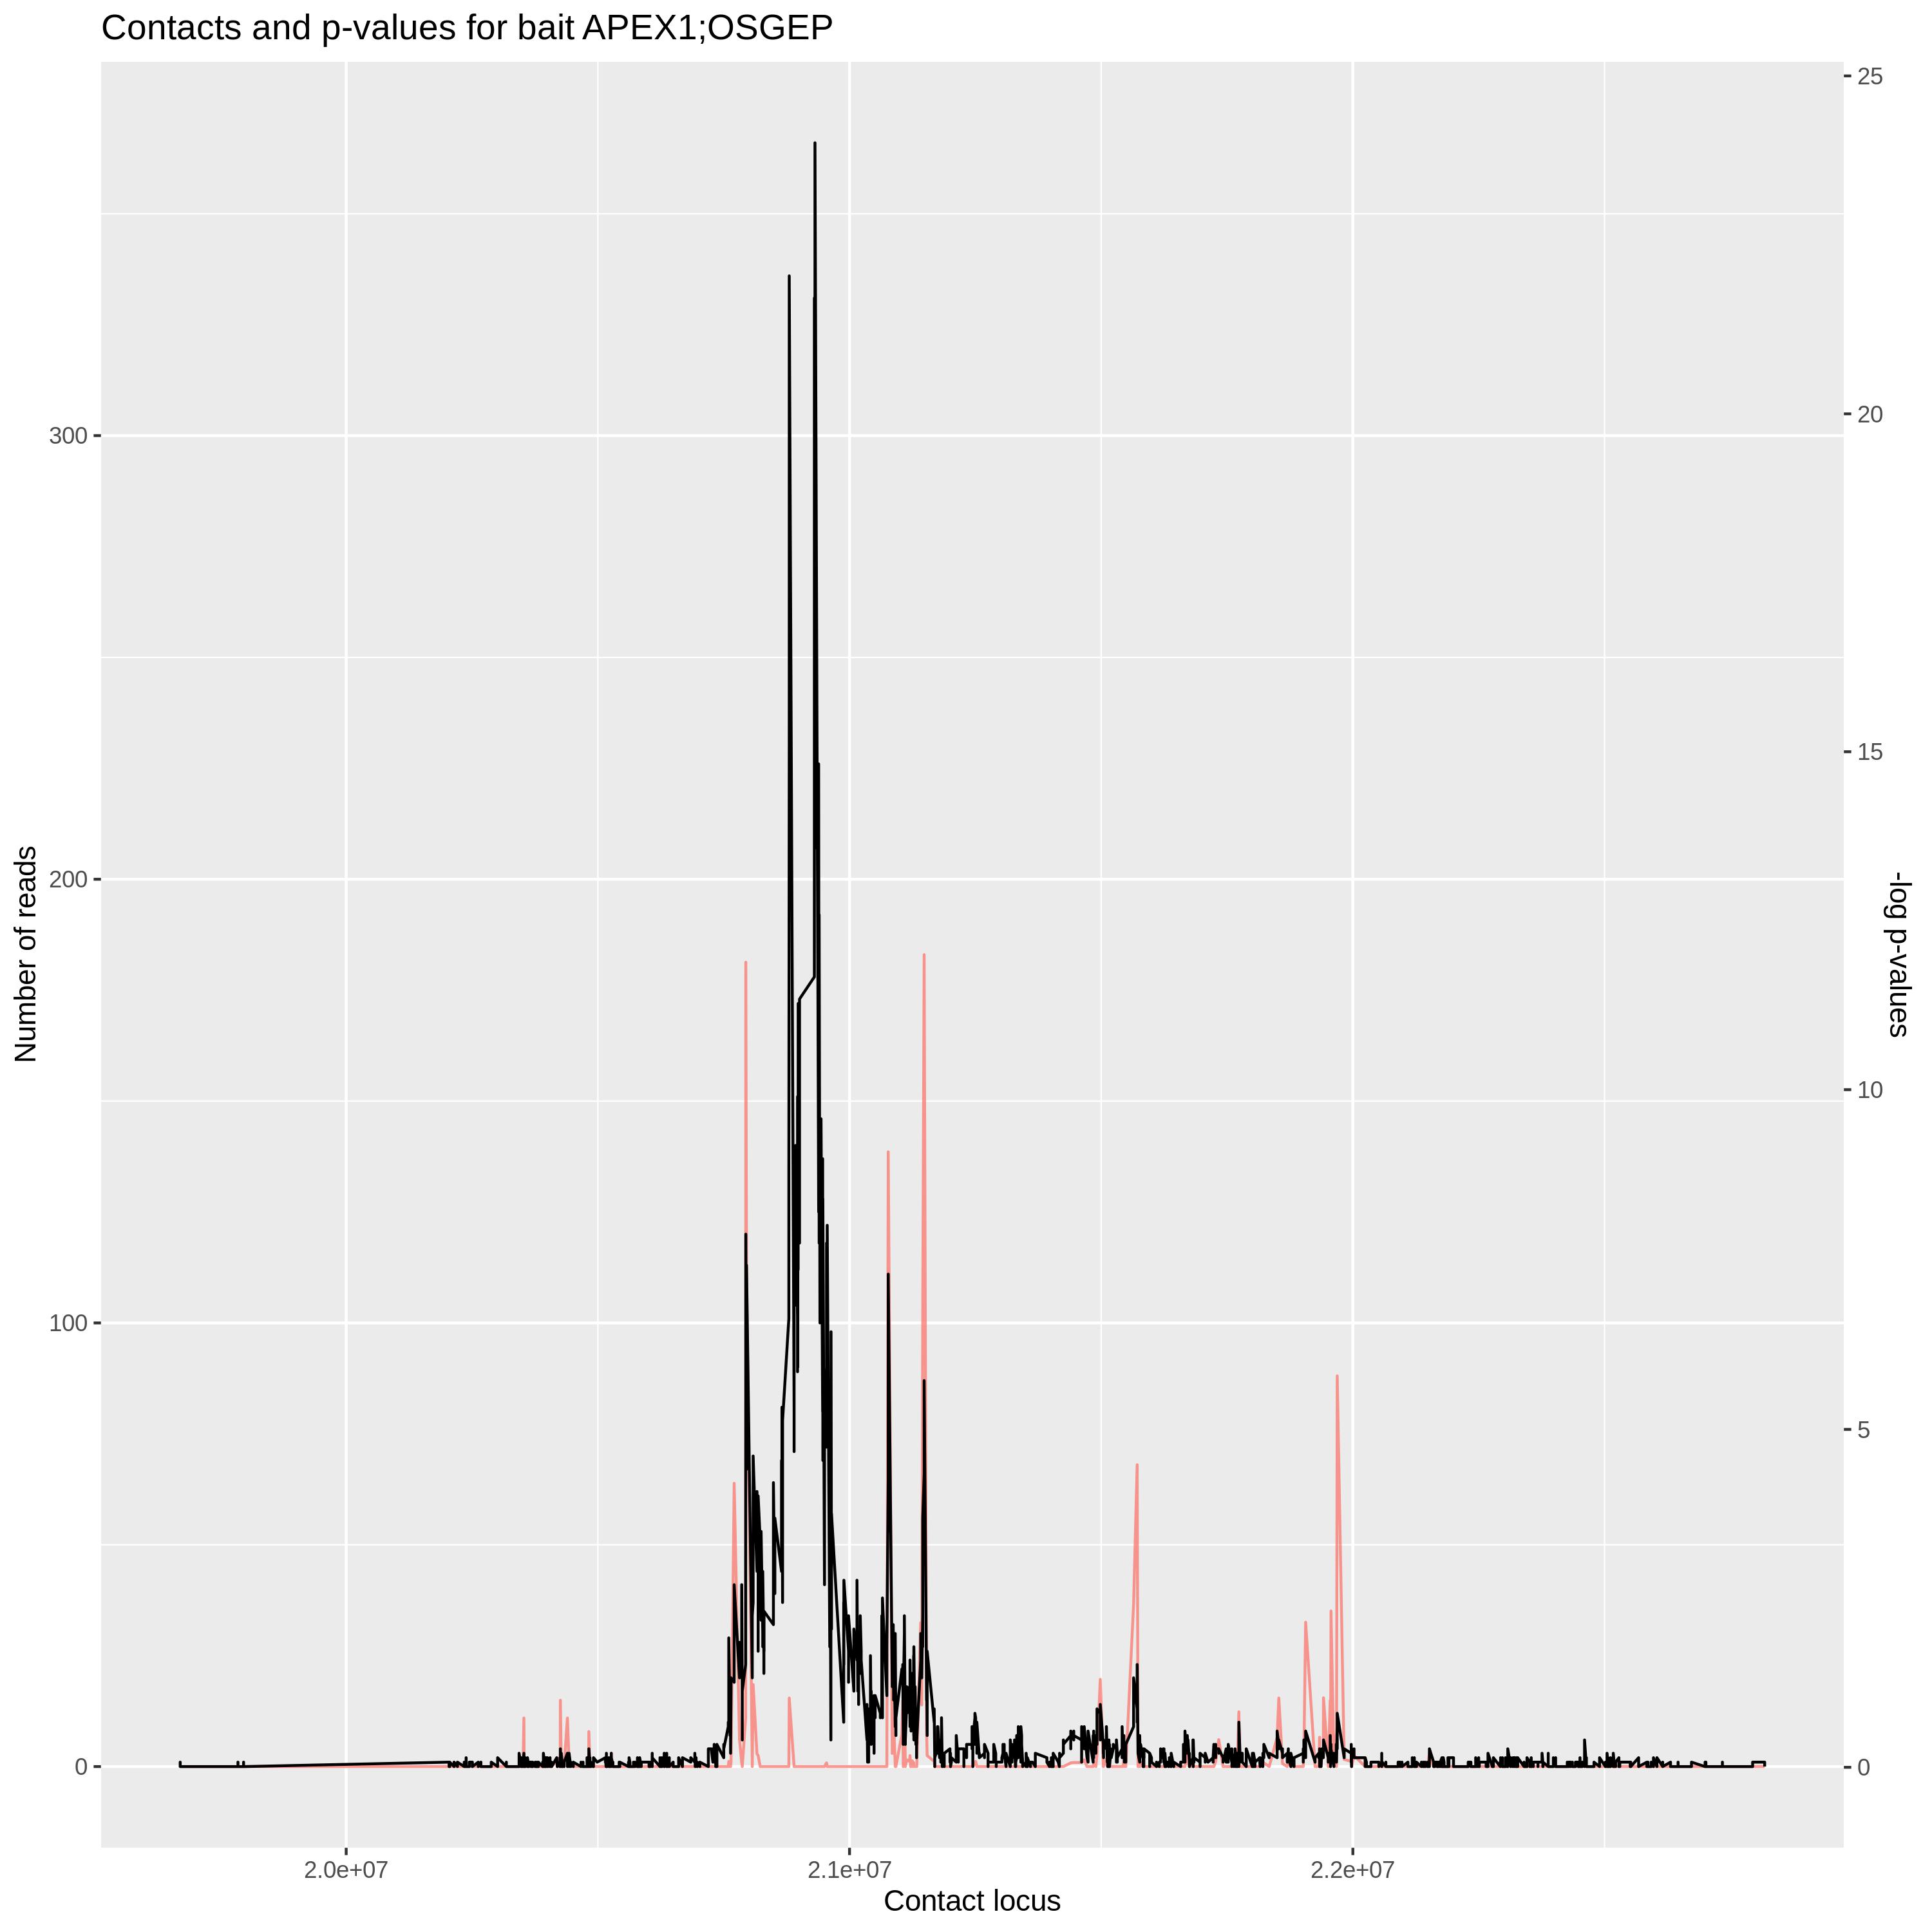 Contacts and p-values for bait APEX1;OSGEP
Number of reads
300
200
100
0
25
20
15
10
5
0
-log p-values
2.0e+07
2.1e+07
2.2e+07
Contact locus